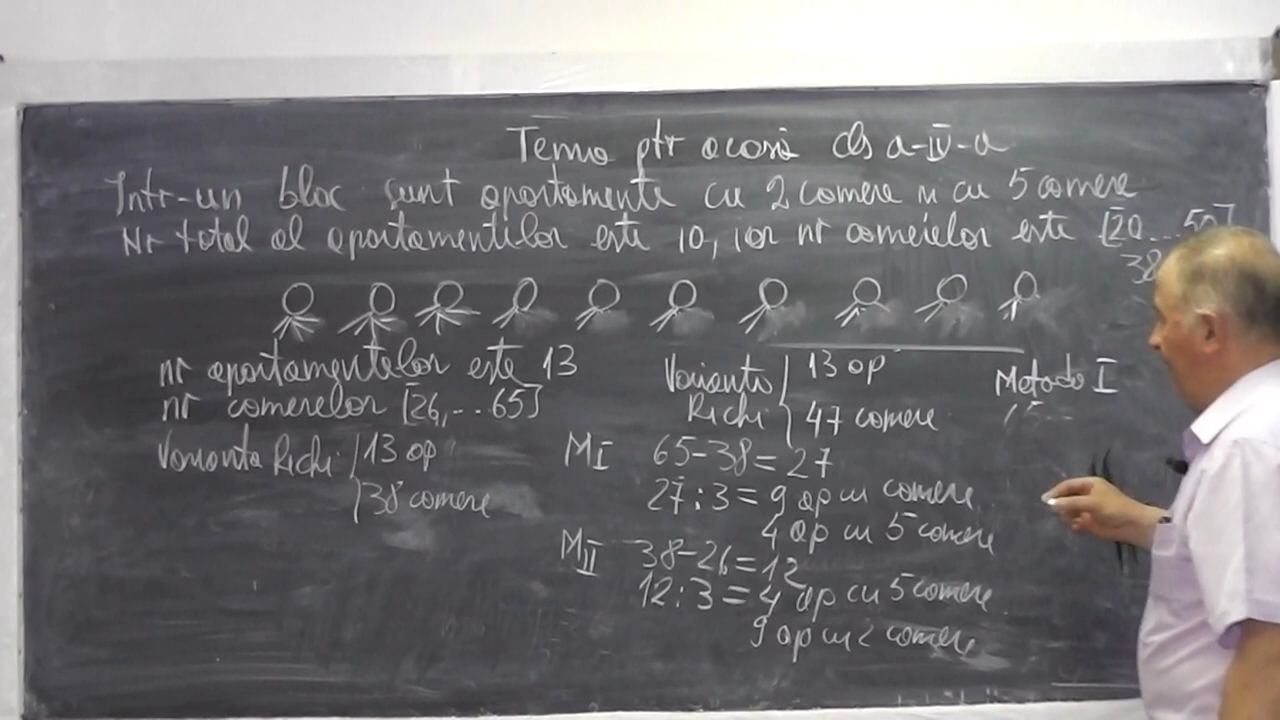 Temă ptr acasă cls a-IV-a
Intr-un bloc sunt apartamente cu 2 camere și cu 5 camere
Nr total al apartamentelor este 10, iar nr camerelor este [20...50]
38
nr apartamentelor este 13
nr camerelor [26,...65]
Varianta Richi 13 ap
38 camere
Varianta Richi 13 ap
47 camere
Metoda I
MI 65-38=27
27:3=9 ap cu camere
4 ap cu 5 camere
MII 38-26=12
12:3=4 ap cu 5 camere
9 ap cu 2 camere